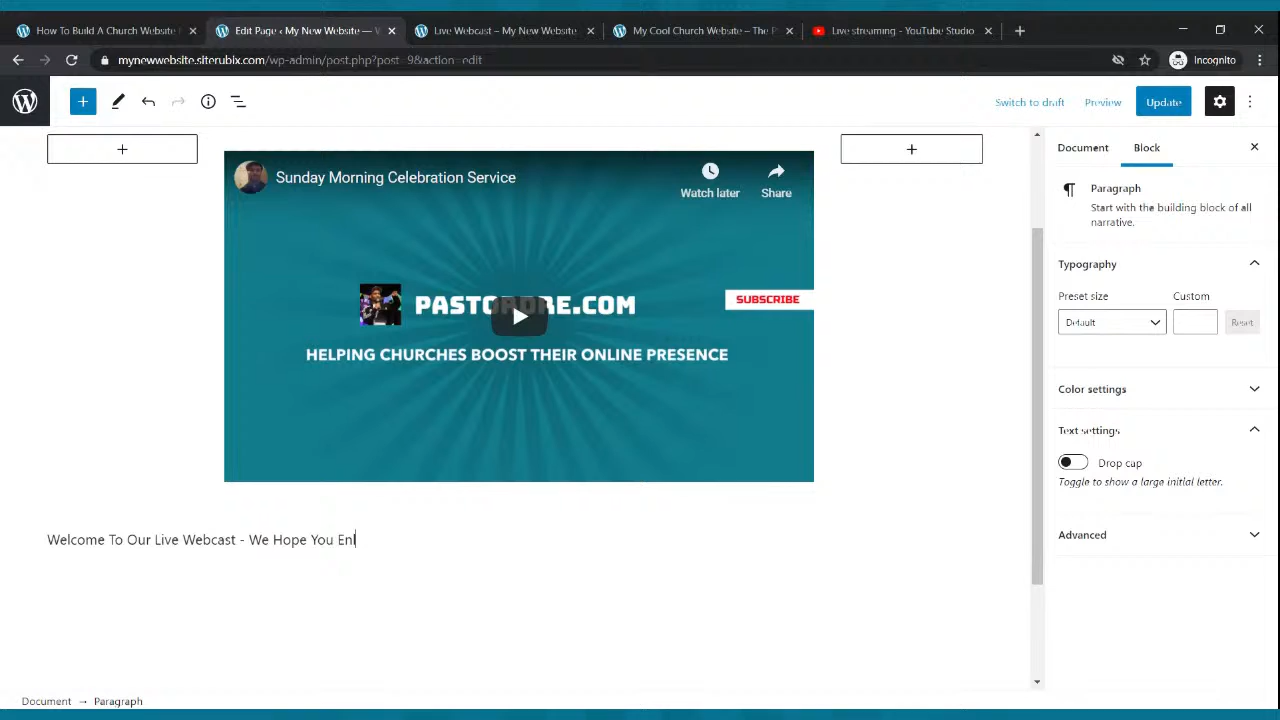 How To Build A Church Website
Edit Page ‹ My New Website —
Live Webcast – My New Website
My Cool Church Website – The
Live streaming - YouTube Studio
mynewwebsite.siterubix.com/wp-admin/post.php?post=9&action=edit
Incognito
Switch to draft
Preview
Update
Sunday Morning Celebration Service
Watch later
Share
SUBSCRIBE
HELPING CHURCHES BOOST THEIR ONLINE PRESENCE
Welcome To Our Live Webcast - We Hope You Enl
Document
Block
Paragraph
Start with the building block of all
narrative.
Typography
Preset size
Custom
Default
Reset
Color settings
Text settings
Drop cap
Toggle to show a large initial letter.
Advanced
Document → Paragraph